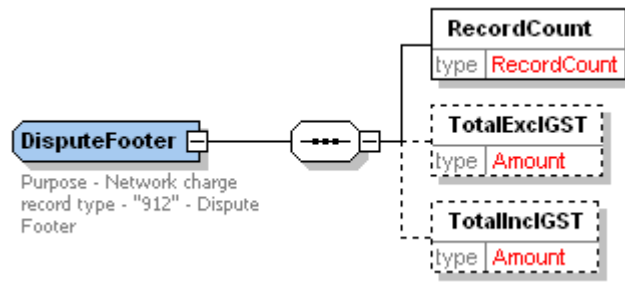 RecordCount
type RecordCount
DisputeFooter
Purpose - Network charge
record type - "912" - Dispute
Footer
TotalExclGST
type Amount
TotalInclGST
type Amount